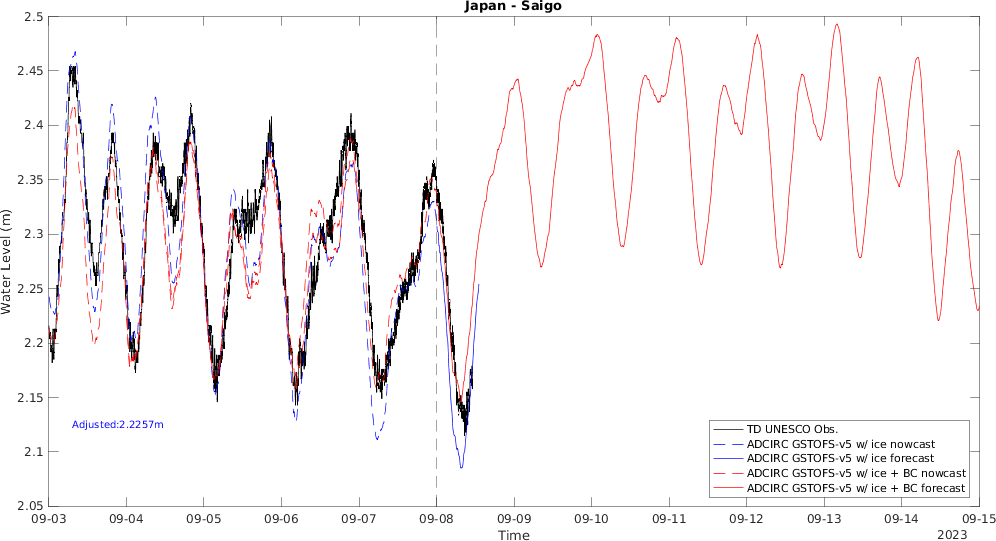 Japan - Saigo
2.5
2.45
2.4
2.35
2.3
2.25
2.2
2.15
2.1
2.05
Water Level (m)
Adjusted:2.2257m
TD UNESCO Obs.
ADCIRC GSTOFS-v5 w/ ice nowcast
ADCIRC GSTOFS-v5 w/ ice forecast
ADCIRC GSTOFS-v5 w/ ice + BC nowcast
ADCIRC GSTOFS-v5 w/ ice + BC forecast
09-03 09-04 09-05 09-06 09-07 09-08 09-09 09-10 09-11 09-12 09-13 09-14 09-15
Time
2023